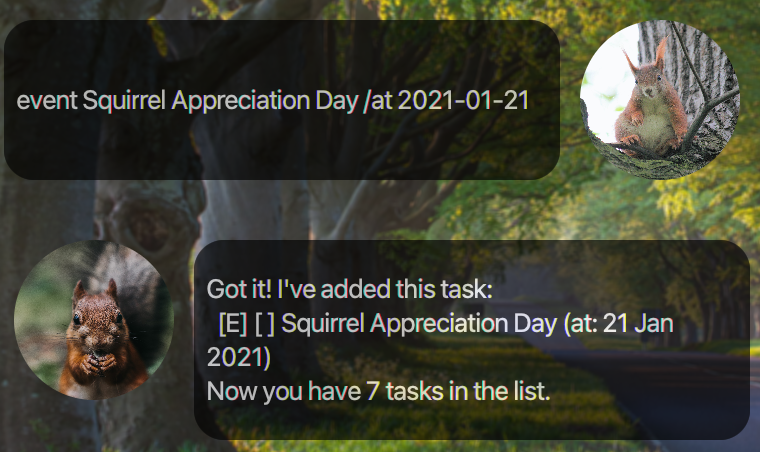 event Squirrel Appreciation Day /at 2021-01-21
Got it! I've added this task:
[E] [ ] Squirrel Appreciation Day (at: 21 Jan
2021)
Now you have 7 tasks in the list.